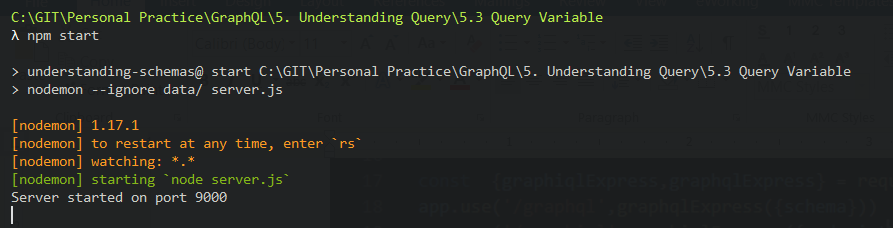 C:\GIT\Personal Practice\GraphQL\5. Understanding Query\5.3 Query Variable
λ npm start
> understanding-schemas@ start C:\GIT\Personal Practice\GraphQL\5. Understanding Query\5.3 Query Variable
> nodemon --ignore data/ server.js
[nodemon] 1.17.1
[nodemon] to restart at any time, enter `rs`
[nodemon] watching: *.*
[nodemon] starting `node server.js`
Server started on port 9000